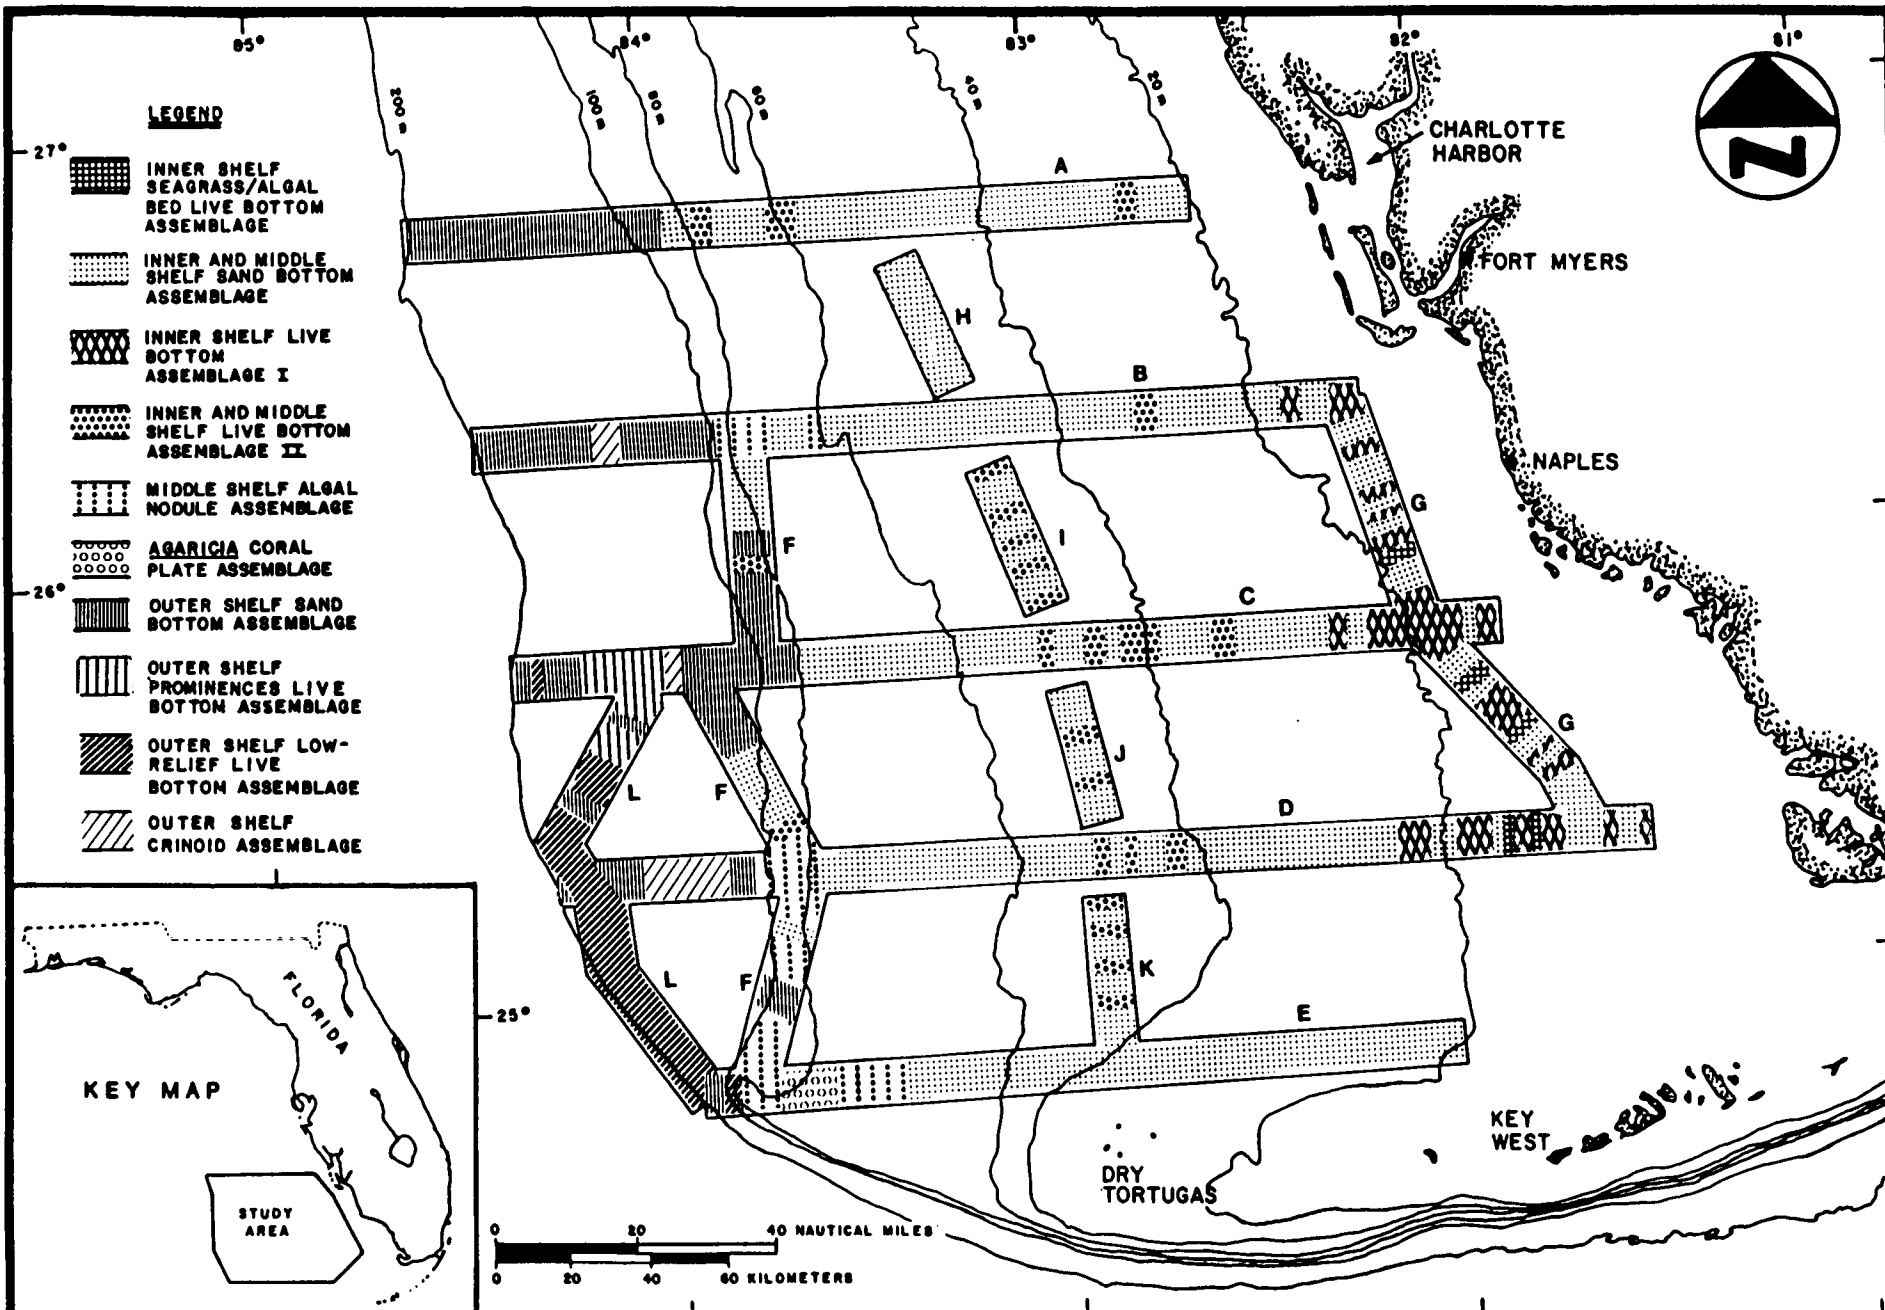 85°
84°
83°
82°
81°
200 m
100 m
80 m
60 m
40 m
20 m
27°
26°
25°
LEGEND
INNER SHELF
SEAGRASS/ALGAL
BED LIVE BOTTOM
ASSEMBLAGE
INNER AND MIDDLE
SHELF SAND BOTTOM
ASSEMBLAGE
INNER SHELF LIVE
BOTTOM
ASSEMBLAGE I
INNER AND MIDDLE
SHELF LIVE BOTTOM
ASSEMBLAGE II
MIDDLE SHELF ALGAL
NODULE ASSEMBLAGE
AGARICIA CORAL
PLATE ASSEMBLAGE
OUTER SHELF SAND
BOTTOM ASSEMBLAGE
OUTER SHELF
PROMINENCES LIVE
BOTTOM ASSEMBLAGE
OUTER SHELF LOW-
RELIEF LIVE
BOTTOM ASSEMBLAGE
OUTER SHELF
CRINOID ASSEMBLAGE
A
H
B
I
F
G
C
J
L
F
G
D
K
L
F
E
N
CHARLOTTE
HARBOR
FORT MYERS
NAPLES
KEY
WEST
DRY
TORTUGAS
FLORIDA
KEY MAP
STUDY
AREA
0 20 40 NAUTICAL MILES
0 20 40 60 KILOMETERS